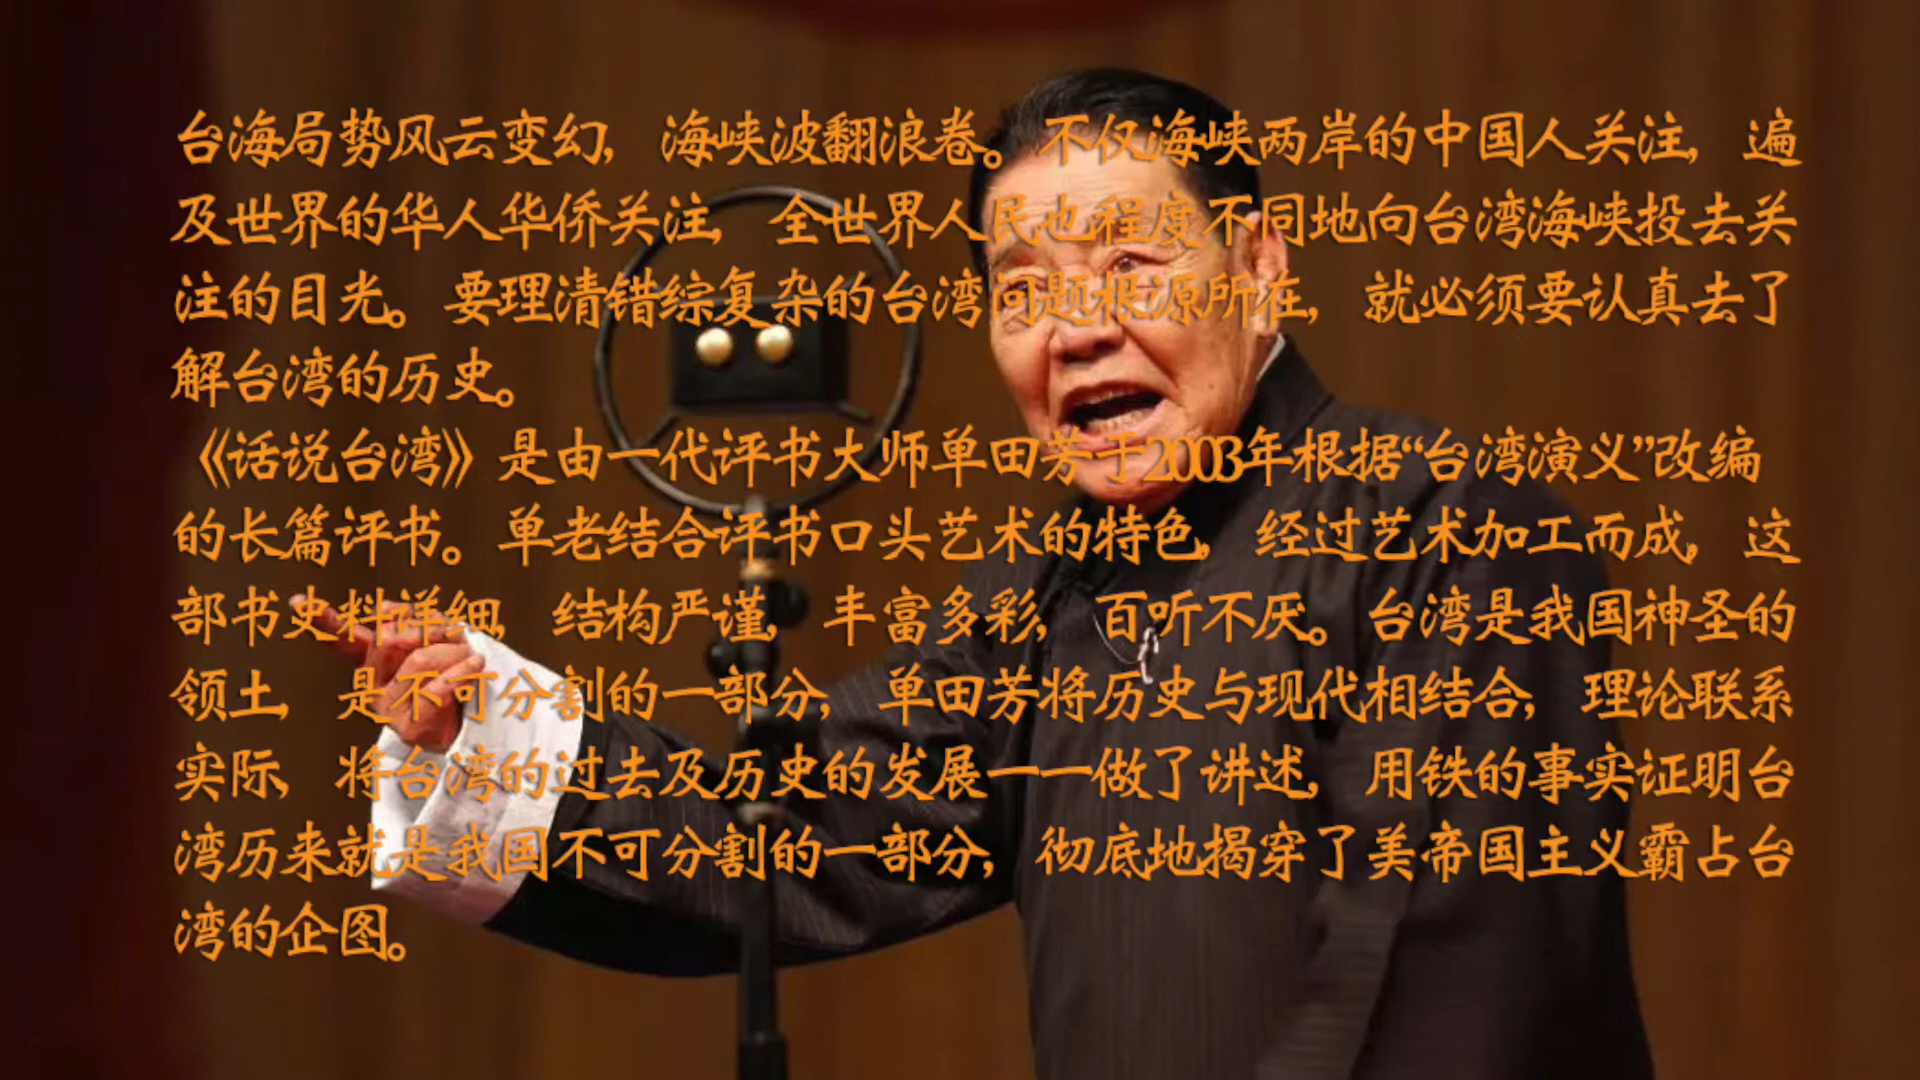 台海局势风云变幻，海峡波翻浪卷。不仅海峡两岸的中国人关注，遍
及世界的华人华侨关注，全世界人民也程度不同地向台湾海峡投去关
注的目光。要理清错综复杂的台湾问题根源所在，就必须要认真去了
解台湾的历史。
《话说台湾》是由一代评书大师单田芳于2003年根据“台湾演义”改编
的长篇评书。单老结合评书口头艺术的特色，经过艺术加工而成，这
部书史料详细，结构严谨，丰富多彩，百听不厌。台湾是我国神圣的
领土，是不可分割的一部分，单田芳将历史与现代相结合，理论联系
实际，将台湾的过去及历史的发展一一做了讲述，用铁的事实证明台
湾历来就是我国不可分割的一部分，彻底地揭穿了美帝国主义霸占台
湾的企图。